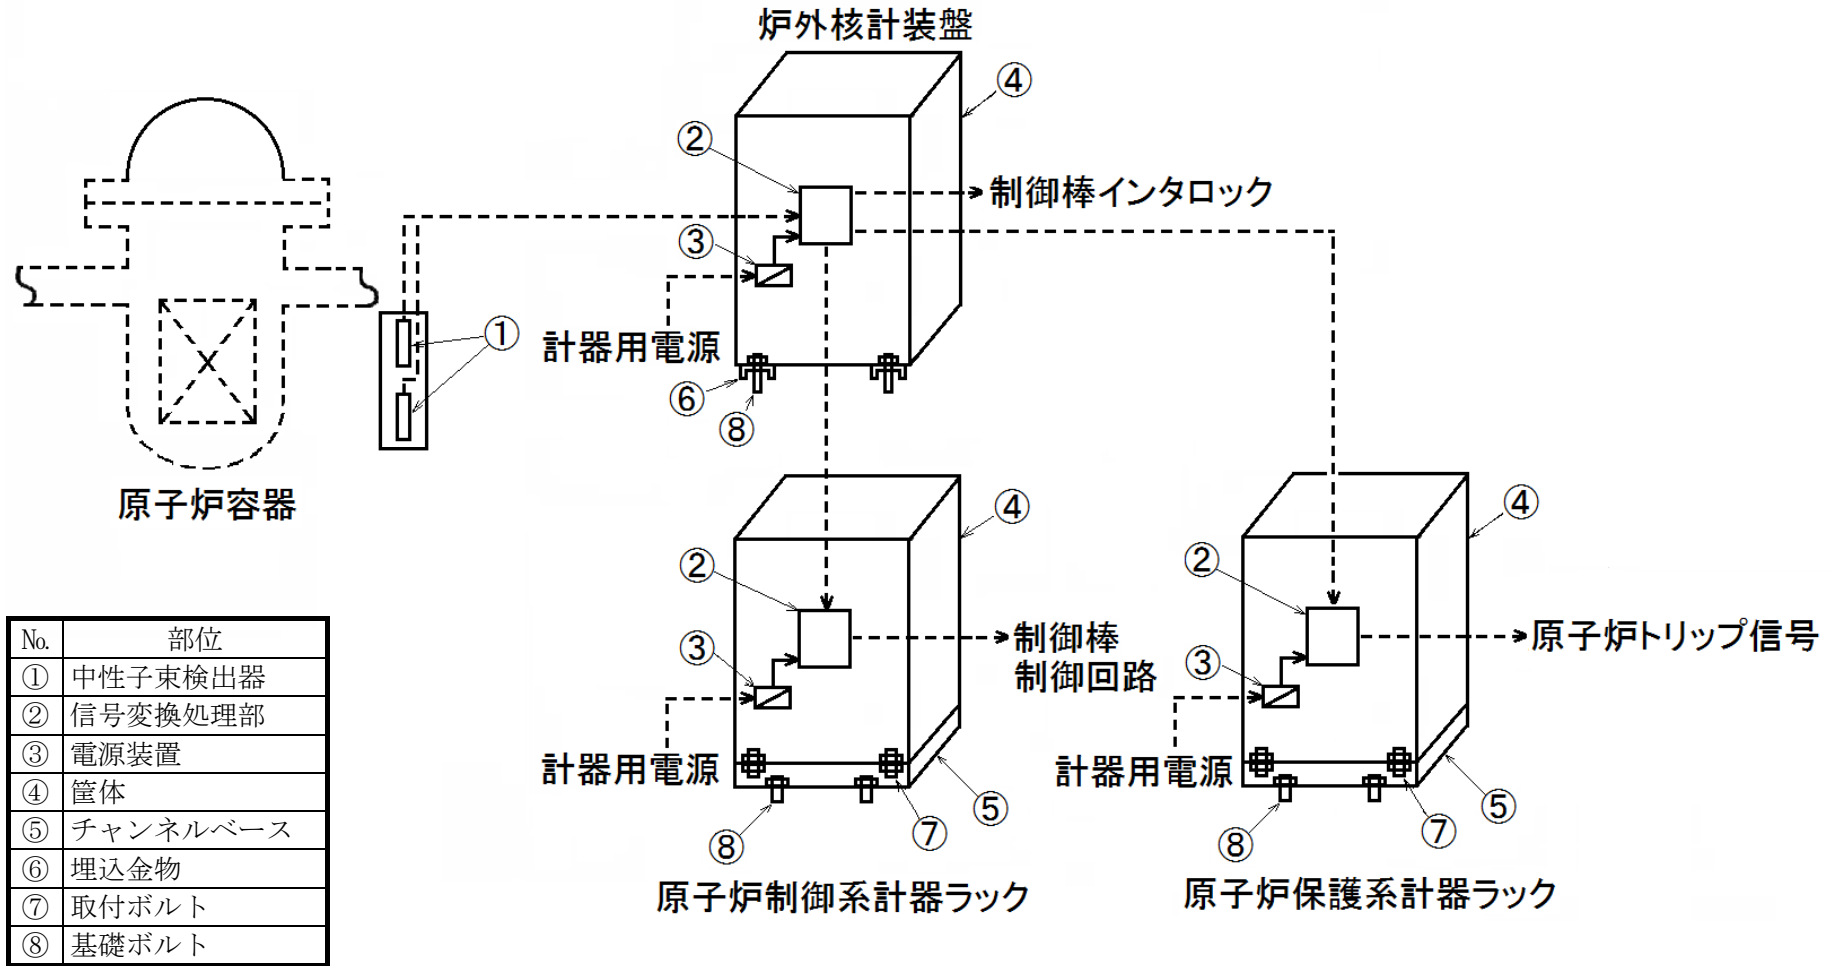 炉外核計装盤
④
②
制御棒インタロック
③
①
計器用電源
⑥
⑧
原子炉容器
④
②
制御棒
制御回路
③
計器用電源
⑤
⑦
⑧
原子炉制御系計器ラック
④
②
原子炉トリップ信号
③
計器用電源
⑤
⑦
⑧
原子炉保護系計器ラック
№ 部位
① 中性子束検出器
② 信号変換処理部
③ 電源装置
④ 筐体
⑤ チャンネルベース
⑥ 埋込金物
⑦ 取付ボルト
⑧ 基礎ボルト